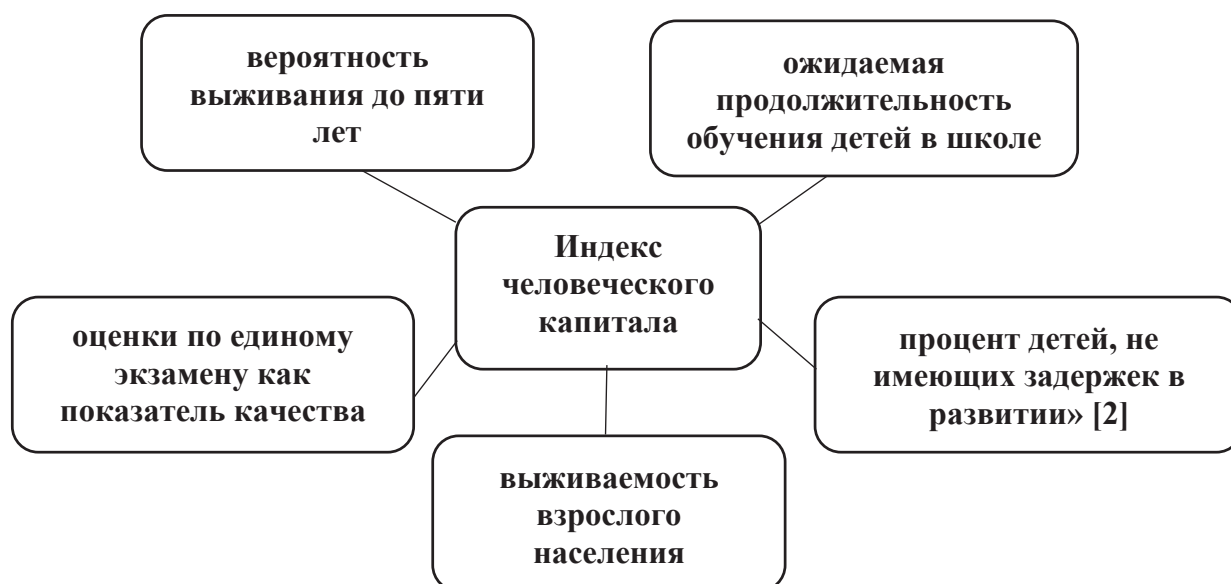 вероятность
выживания до пяти
лет
ожидаемая
продолжительность
обучения детей в школе
Индекс
человеческого
капитала
оценки по единому
экзамену как
показатель качества
процент детей, не
имеющих задержек в
развитии» [2]
выживаемость
взрослого
населения